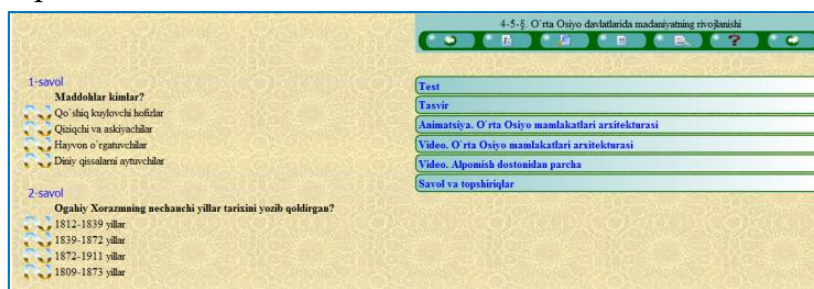 4-5-§. O`rta Osiyo davlatlarida madaniyatning rivojlanishi
1-savol
Maddohlar kimlar?
Qo`shiq kuylovchi hofizlar
Qiziqchi va askiyachilar
Hayvon o`rgatuvchilar
Diniy qissalarni aytuvchilar
2-savol
Ogahiy Xorazmning nechanchi yillar tarixini yozib qoldirgan?
1812-1839 yillar
1839-1872 yillar
1872-1911 yillar
1809-1873 yillar
Test
Tasvir
Animatsiya. O`rta Osiyo mamlakatlari arxitekturasi
Video. O`rta Osiyo mamlakatlari arxitekturasi
Video. Alpomish dostonidan parcha
Savol va topshiriqlar